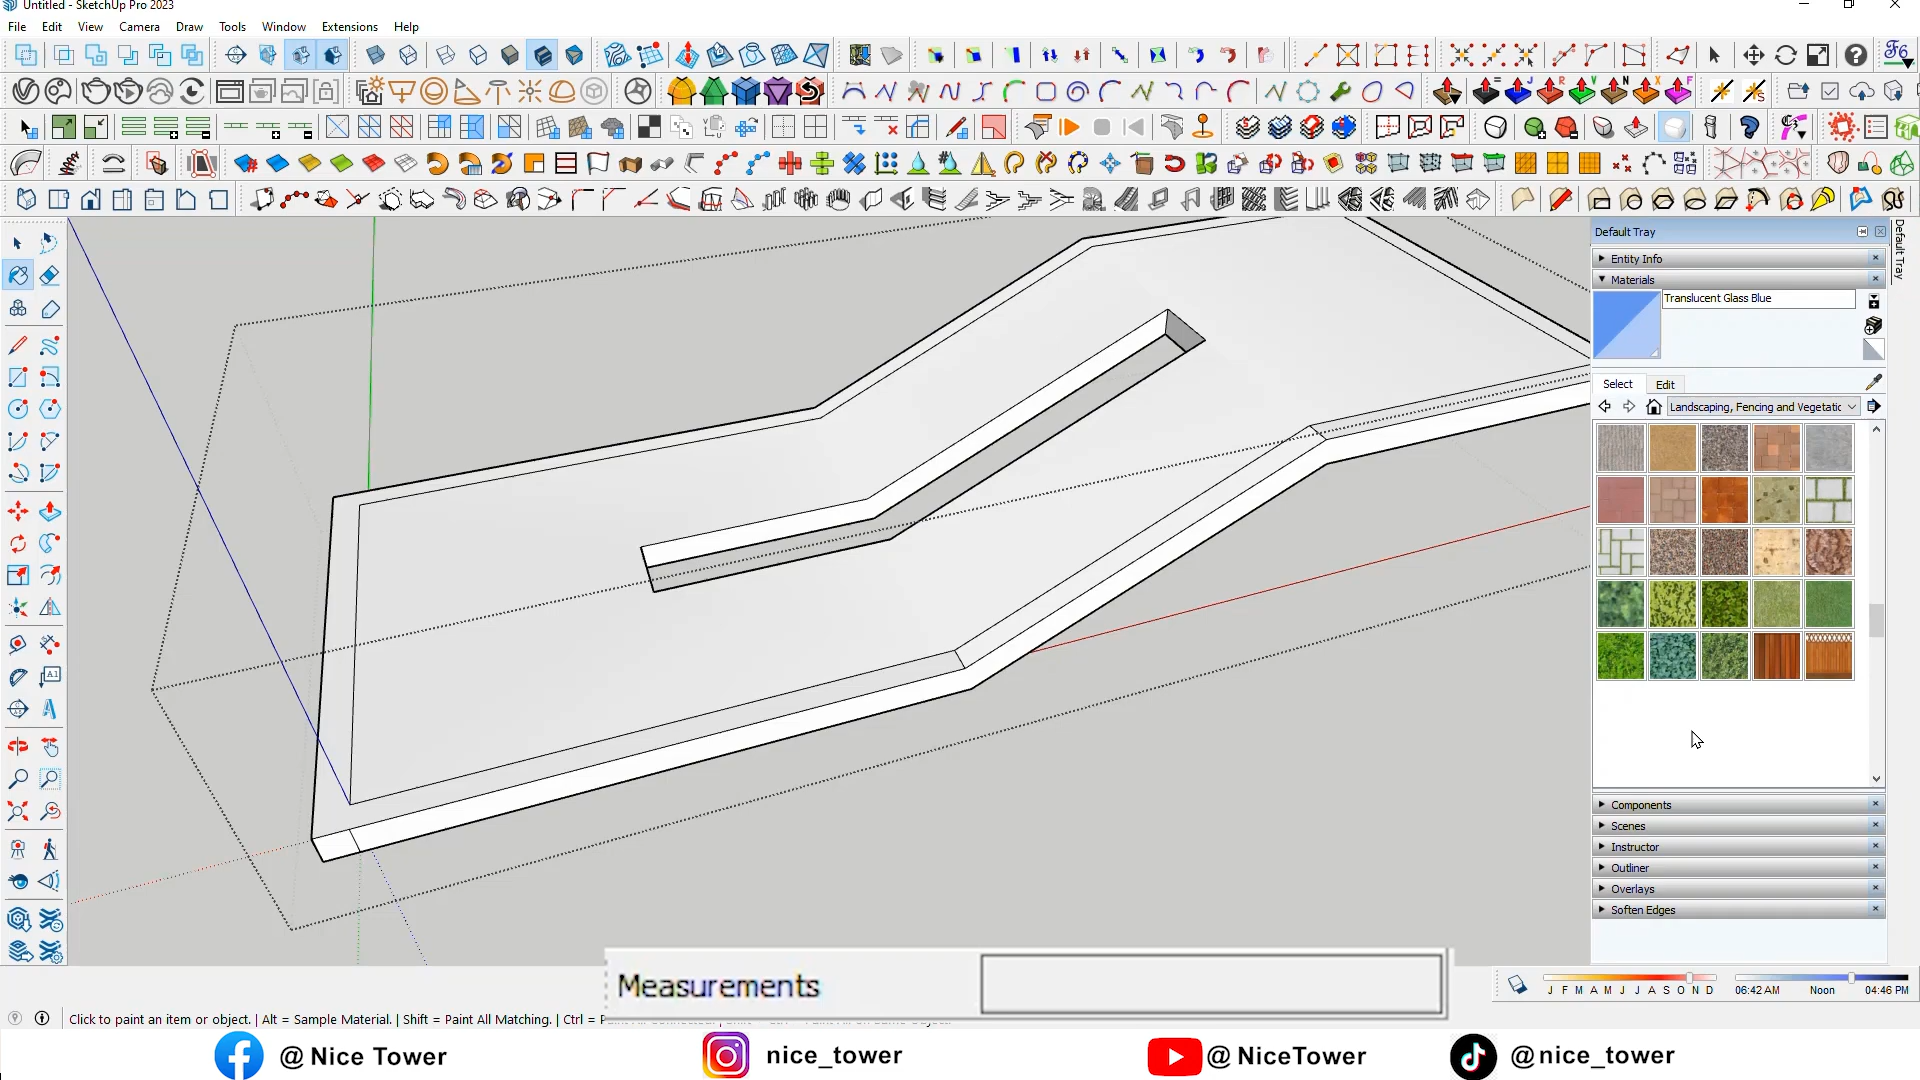 Untitled - SketchUp Pro 2023
File Edit View Camera Draw Tools Window Extensions Help
Default Tray
Default Tray
Entity Info
Materials
Translucent Glass Blue
Select Edit
Landscaping, Fencing and Vegetatic
Components
Scenes
Instructor
Outliner
Overlays
Soften Edges
Measurements
J F M A M J J A S O N D 06:42 AM Noon 04:46 PM
Click to paint an item or object. | Alt = Sample Material. | Shift = Paint All Matching. | Ctrl =
@ Nice Tower nice_tower @ NiceTower @nice_tower